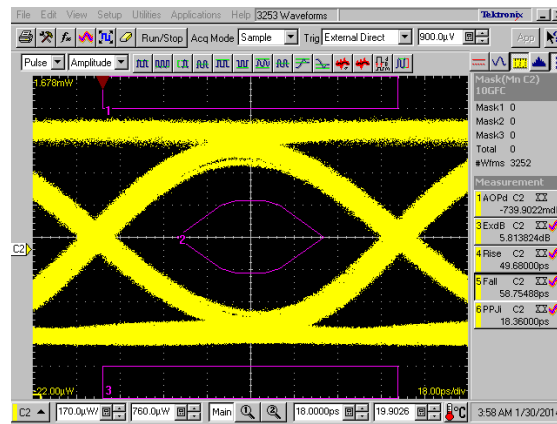 File Edit View Setup Utilities Applications Help 3253 Waveforms Tektronix
Run/Stop Acq Mode Sample Trig External Direct 900.0µV App
Pulse Amplitude
1.678mW
1
2
3
C2
-22.00µW 18.00ps/div
Mask(Mn C2)
10GFC
Mask1 0
Mask2 0
Mask3 0
Total 0
#Wfms 3252
Measurement
1 AOPd C2
-739.9022md
3 ExdB C2
5.813824dB
4 Rise C2
49.68000ps
5 Fall C2
58.75488ps
6 PPJi C2
18.36000ps
C2 170.0µW/ 760.0µW Main 18.0000ps 19.9026 °C 3:58 AM 1/30/2014